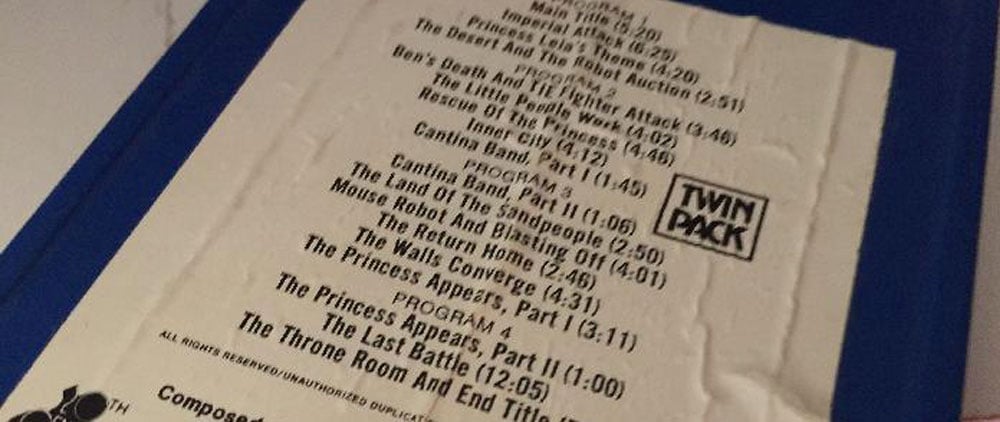 PROGRAM 1
Main Title (5:20)
Imperial Attack (6:25)
Princess Leia's Theme (4:20)
The Desert And The Robot Auction (2:51)
PROGRAM 2
Ben's Death And TIE Fighter Attack (3:46)
The Little People Work (4:02)
Rescue Of The Princess (4:46)
Inner City (4:12)
Cantina Band, Part I (1:45)
PROGRAM 3
Cantina Band, Part II (1:06)
The Land Of The Sandpeople (2:50)
Mouse Robot And Blasting Off (4:01)
The Return Home (2:46)
The Walls Converge (4:31)
The Princess Appears, Part I (3:11)
PROGRAM 4
The Princess Appears, Part II (1:00)
The Last Battle (12:05)
The Throne Room And End Title
TWIN
PACK
ALL RIGHTS RESERVED/UNAUTHORIZED
Composed
TH